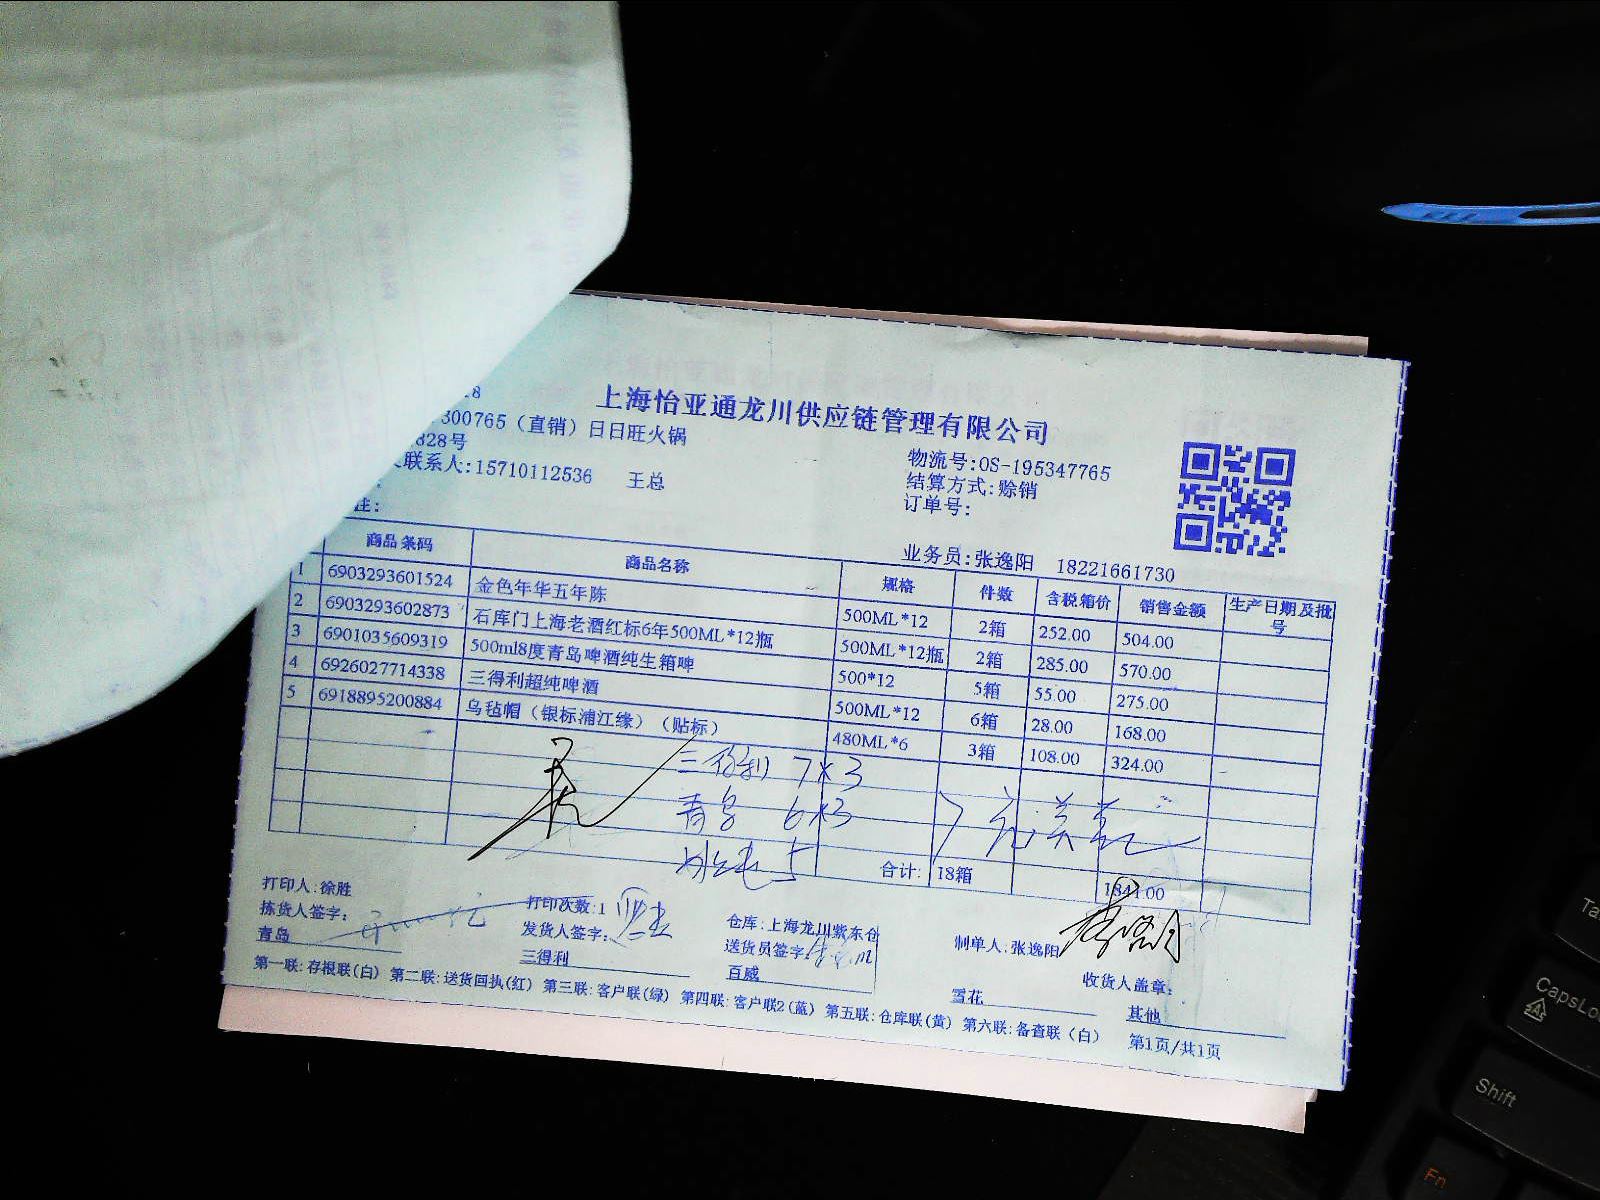 上海怡亚通龙川供应链管理有限公司
300765（直销）日日旺火锅
828号
联系人:15710112536 王总
注:
物流号:OS-195347765
结算方式:赊销
订单号:
业务员:张逸阳 18221661730
商品条码 商品名称 规格 件数 含税箱价 销售金额 生产日期及批号
1 6903293601524 金色年华五年陈 500ML*12 2箱 252.00 504.00
2 6903293602873 石库门上海老酒红标6年500ML*12瓶 500ML*12瓶 2箱 285.00 570.00
3 6901035609319 500ml8度青岛啤酒纯生箱啤 500*12 5箱 55.00 275.00
4 6926027714338 三得利超纯啤酒 500ML*12 6箱 28.00 168.00
5 6918895200884 乌毡帽（银标浦江缘）（贴标） 480ML*6 3箱 108.00 324.00
三得利 7×3
青岛 6×3
合计: 18箱 1841.00
打印人:徐胜 打印次数:1 仓库:上海龙川紫东仓 制单人:张逸阳
拣货人签字: 发货人签字: 送货员签字 收货人盖章:
青岛 三得利 百威 雪花 其他
第一联:存根联(白) 第二联:送货回执(红) 第三联:客户联(绿) 第四联:客户联2(蓝) 第五联:仓库联(黄) 第六联:备查联（白） 第1页/共1页
Shift
Fn